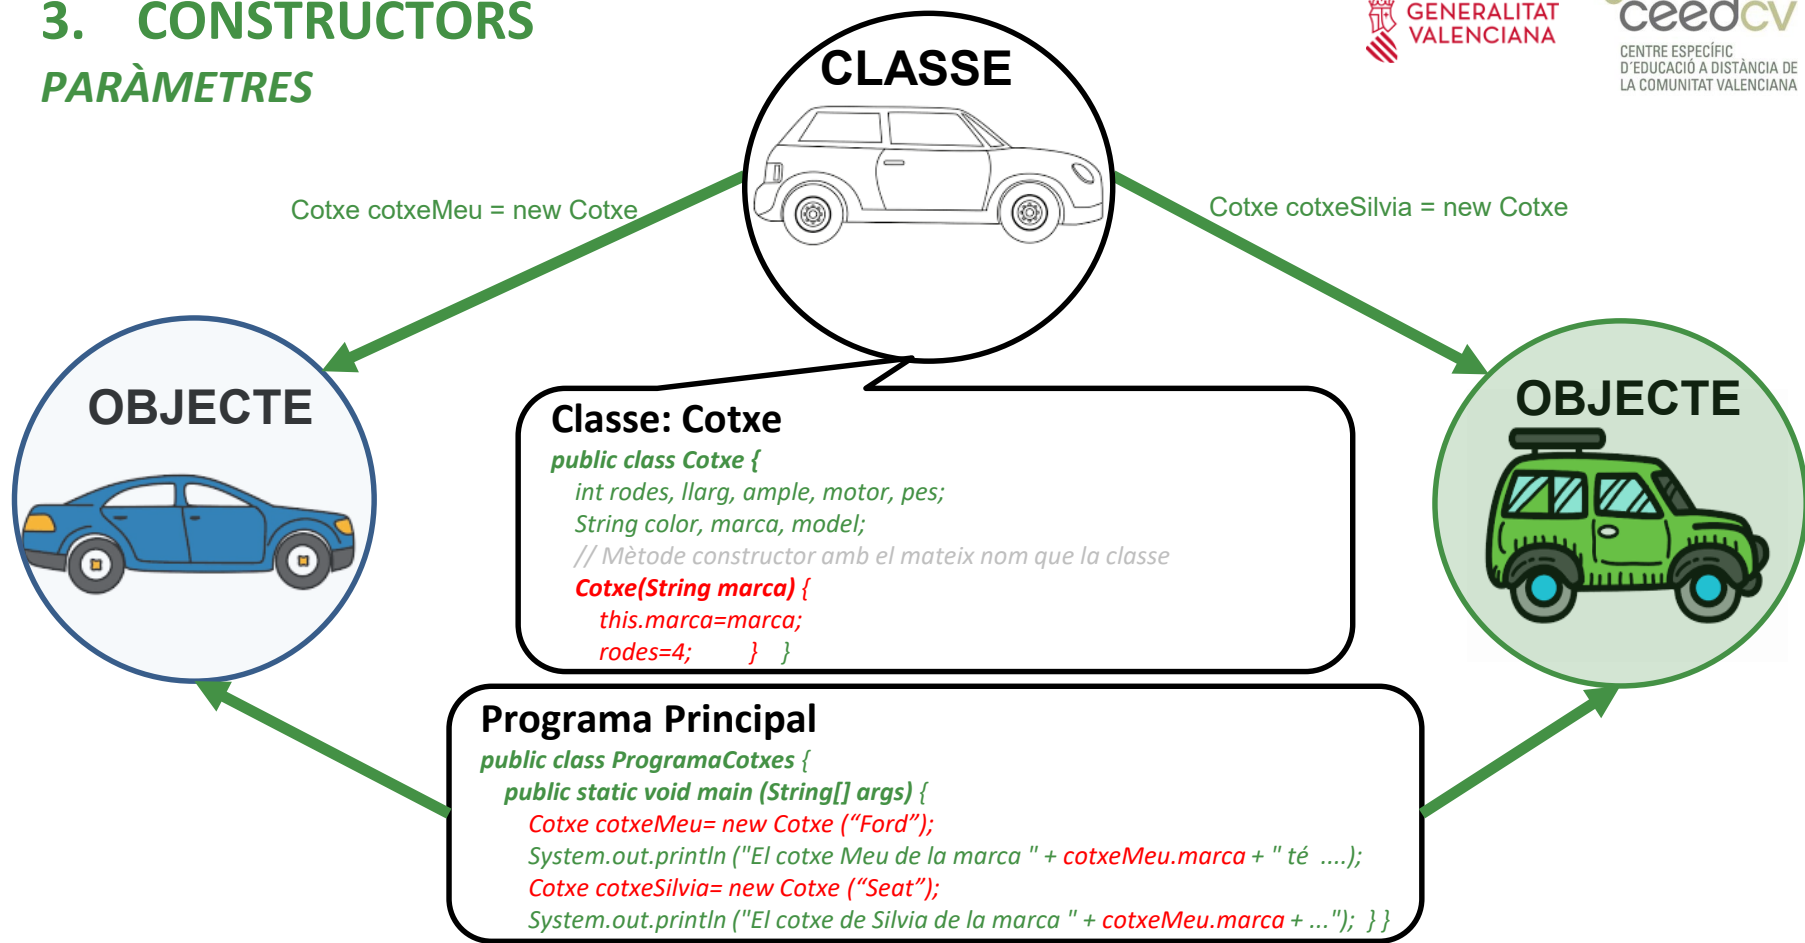 3. CONSTRUCTORS
PARÀMETRES
GENERALITAT
VALENCIANA
ceedcv
CENTRE ESPECÍFIC
D'EDUCACIÓ A DISTÀNCIA DE
LA COMUNITAT VALENCIANA
CLASSE
Cotxe cotxeMeu = new Cotxe
Cotxe cotxeSilvia = new Cotxe
OBJECTE
OBJECTE
Classe: Cotxe
public class Cotxe {
int rodes, llarg, ample, motor, pes;
String color, marca, model;
// Mètode constructor amb el mateix nom que la classe
Cotxe(String marca) {
this.marca=marca;
rodes=4; } }
Programa Principal
public class ProgramaCotxes {
public static void main (String[] args) {
Cotxe cotxeMeu= new Cotxe (“Ford”);
System.out.println ("El cotxe Meu de la marca " + cotxeMeu.marca + " té ....);
Cotxe cotxeSilvia= new Cotxe (“Seat”);
System.out.println ("El cotxe de Silvia de la marca " + cotxeMeu.marca + ..."); } }